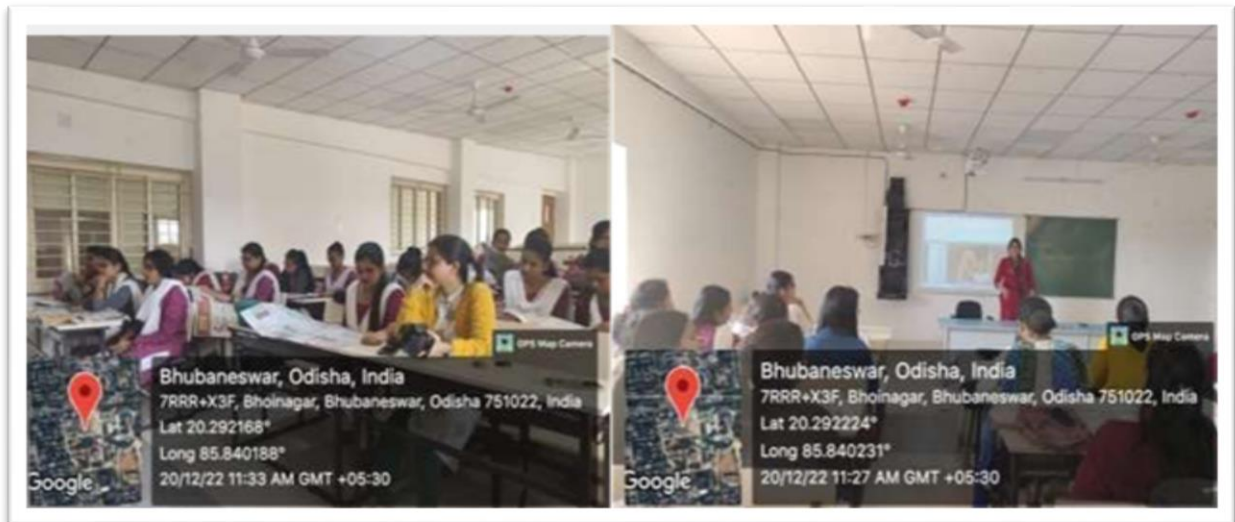 GPS Map Camera
Bhubaneswar, Odisha, India
7RRR+X3F, Bhoinagar, Bhubaneswar, Odisha 751022, India
Lat 20.292168°
Long 85.840188°
20/12/22 11:33 AM GMT +05:30
Google
GPS Map Camera
Bhubaneswar, Odisha, India
7RRR+X3F, Bhoinagar, Bhubaneswar, Odisha 751022, India
Lat 20.292224°
Long 85.840231°
20/12/22 11:27 AM GMT +05:30
Google